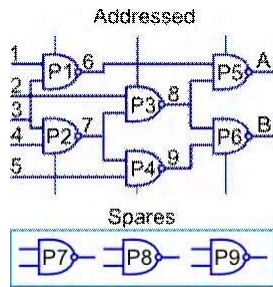 Addressed
1
P1 6 P5 A
2
3 P3 8
4 P2 7 P6 B
5 P4 9
Spares
P7 P8 P9